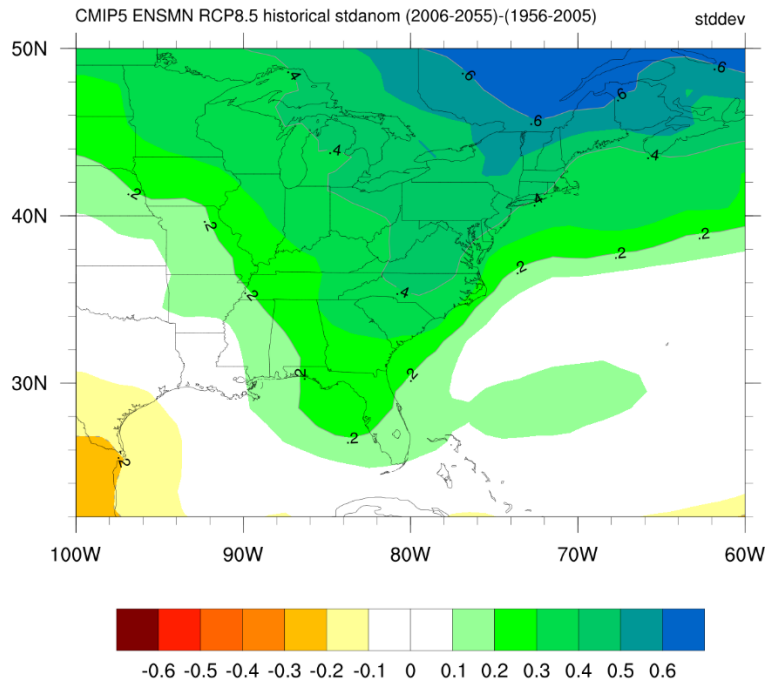 CMIP5 ENSMN RCP8.5 historical stdanom (2006-2055)-(1956-2005) stddev
50N
.4 .6 .6 .6
.6
.4 .4
.2 .4
40N
.2 .2
.2 .2
.2 .4
30N
.2 .2
.2
.2
100W 90W 80W 70W 60W
-0.6 -0.5 -0.4 -0.3 -0.2 -0.1 0 0.1 0.2 0.3 0.4 0.5 0.6